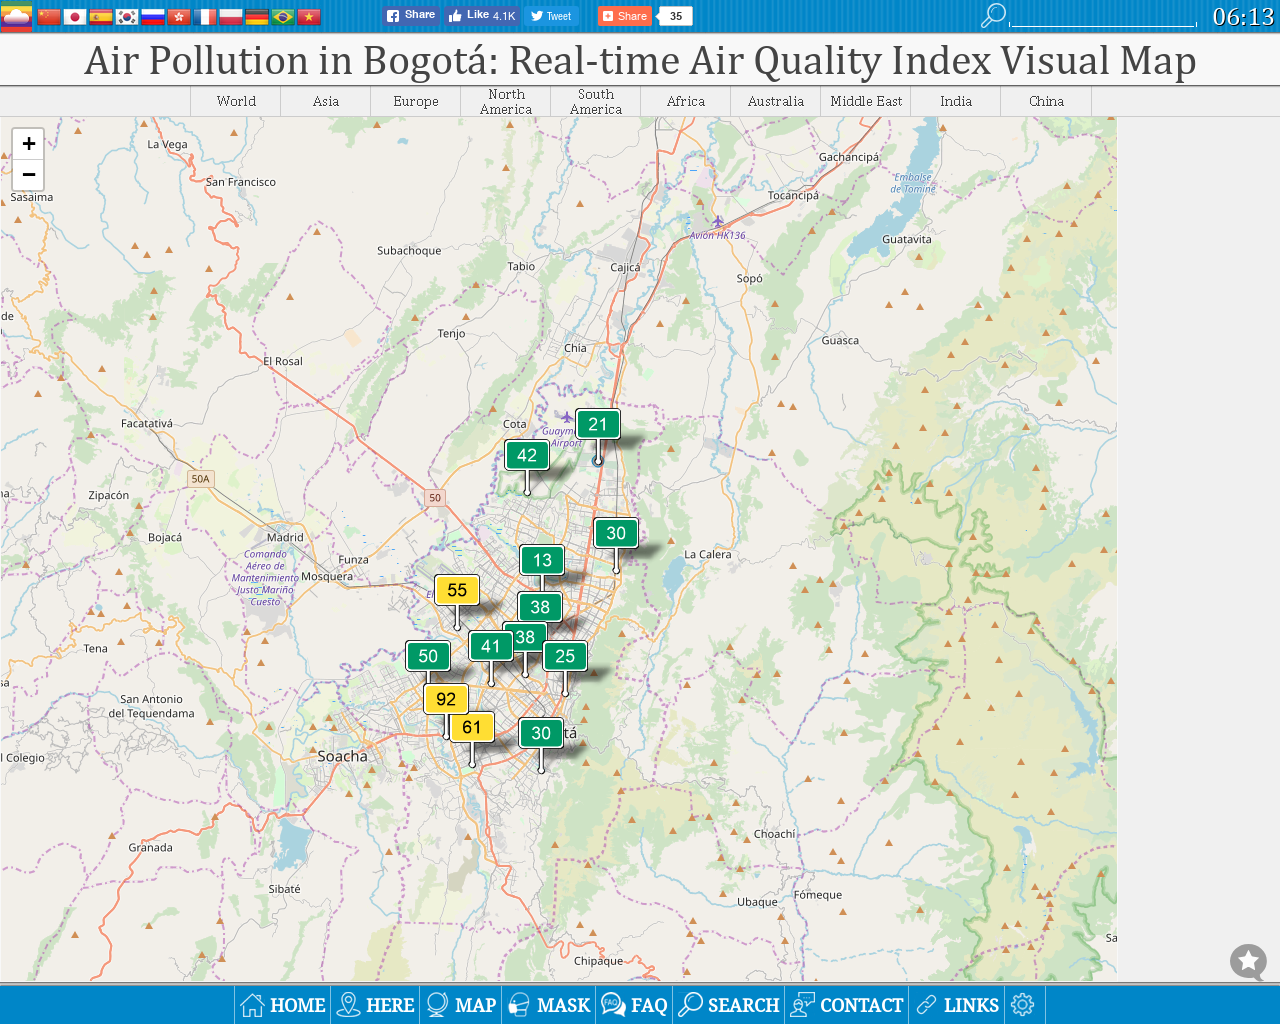 Share
Like 4.1K
Tweet
Share
35
06:13
Air Pollution in Bogotá: Real-time Air Quality Index Visual Map
World
Asia
Europe
North
America
South
America
Africa
Australia
Middle East
India
China
+
−
La Vega
San Francisco
Sasaima
Gachancipá
Embalse
de Tominé
Tocancipá
Avión HK136
Guatavita
Subachoque
Tabio
Cajicá
Sopó
de
Tenjo
Chía
Guasca
El Rosal
Facatativá
Cota
Guaym
Airport
21
42
50A
50
Zipacón
Bojacá
Madrid
Funza
Mosquera
Comando
Aéreo de
Mantenimiento
Justo Mariño
Cuesto
30
La Calera
13
55
El
38
38
41
25
50
Tena
92
San Antonio
del Tequendama
61
30
tá
l Colegio
Soacha
Choachí
Granada
Sibaté
Fómeque
Ubaque
Chipaque
Sa
HOME
HERE
MAP
MASK
FAQ
FAQ
SEARCH
CONTACT
LINKS